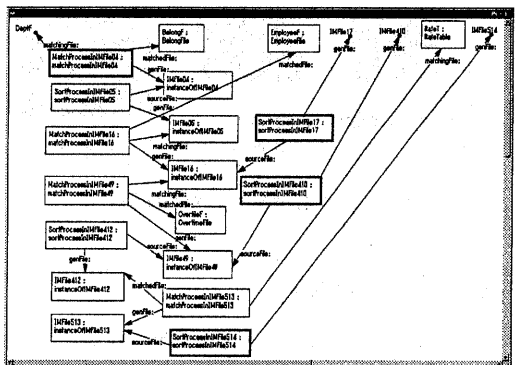 DeptF
matchingFile:
BelongF :
BelongFile
EmployeeF :
EmployeeFile
IMFile17
IMFile410
RateT :
RateTable
IMFile514
genFile:
genFile:
genFile:
MatchProcessInIMFile04 :
matchProcessInIMFile04
matchedFile:
matchedFile:
matchingFile:
genFile:
IMFile04 :
instanceOfIMFile04
SortProcessInIMFile05 :
sortProcessInIMFile05
sourceFile:
genFile:
IMFile05 :
instanceOfIMFile05
SortProcessInIMFile17 :
sortProcessInIMFile17
MatchProcessInIMFile16 :
matchProcessInIMFile16
matchingFile:
genFile:
sourceFile:
IMFile16 :
instanceOfIMFile16
MatchProcessInIMFile49 :
matchProcessInIMFile49
matchingFile:
matchedFile:
SortProcessInIMFile410 :
sortProcessInIMFile410
OvertimeF :
OvertimeFile
SortProcessInIMFile412 :
sortProcessInIMFile412
genFile:
sourceFile:
sourceFile:
genFile:
IMFile49 :
instanceOfIMFile49
IMFile412 :
instanceOfIMFile412
matchedFile:
MatchProcessInIMFile513 :
matchProcessInIMFile513
genFile:
IMFile513 :
instanceOfIMFile513
sourceFile:
SortProcessInIMFile514 :
sortProcessInIMFile514